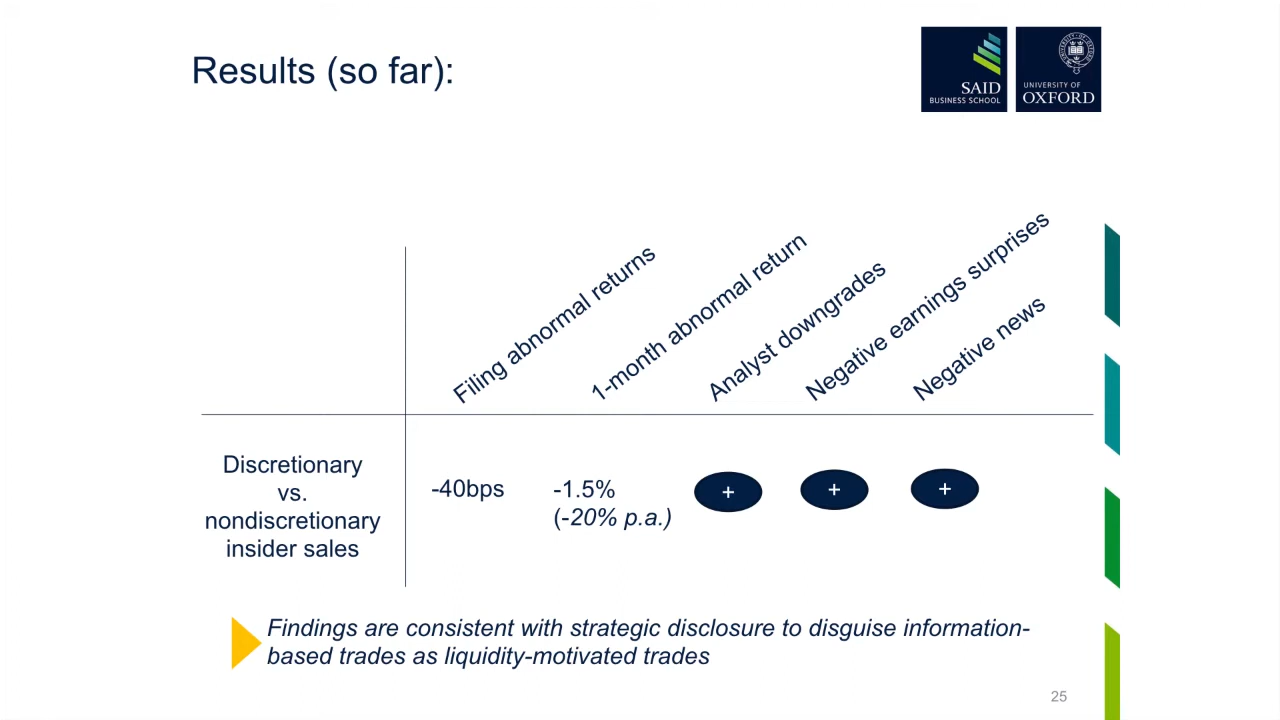 Results (so far):
SAID
BUSINESS SCHOOL
UNIVERSITY OF
OXFORD
Filing abnormal returns
1-month abnormal return
Analyst downgrades
Negative earnings surprises
Negative news
Discretionary
vs.
nondiscretionary
insider sales
-40bps
-1.5%
(-20% p.a.)
+
+
+
Findings are consistent with strategic disclosure to disguise information-
based trades as liquidity-motivated trades
25